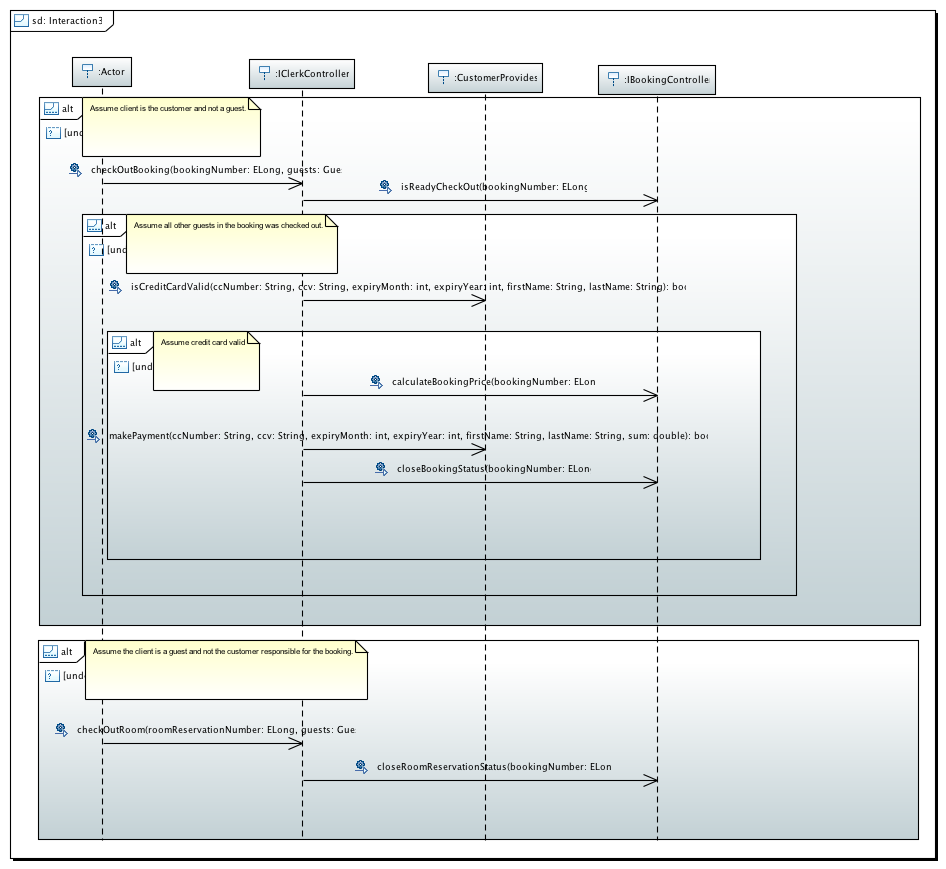 sd: Interaction3
:Actor
:IClerkController
:CustomerProvides
:IBookingControlle
alt
Assume client is the customer and not a guest.
[und
checkOutBooking(bookingNumber: ELong, guests: Gue
isReadyCheckOut(bookingNumber: ELong
alt
Assume all other guests in the booking was checked out.
[und
isCreditCardValid(ccNumber: String, ccv: String, expiryMonth: int, expiryYear: int, firstName: String, lastName: String): boo
alt
Assume credit card valid
[und
calculateBookingPrice(bookingNumber: ELon
makePayment(ccNumber: String, ccv: String, expiryMonth: int, expiryYear: int, firstName: String, lastName: String, sum: double): boo
closeBookingStatus(bookingNumber: ELon
alt
Assume the client is a guest and not the customer responsible for the booking.
[und
checkOutRoom(roomReservationNumber: ELong, guests: Gue
closeRoomReservationStatus(bookingNumber: ELon